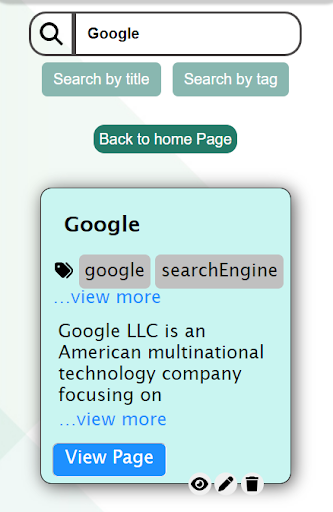 Google
Search by title Search by tag
Back to home Page
Google
google searchEngine
...view more
Google LLC is an
American multinational
technology company
focusing on
...view more
View Page